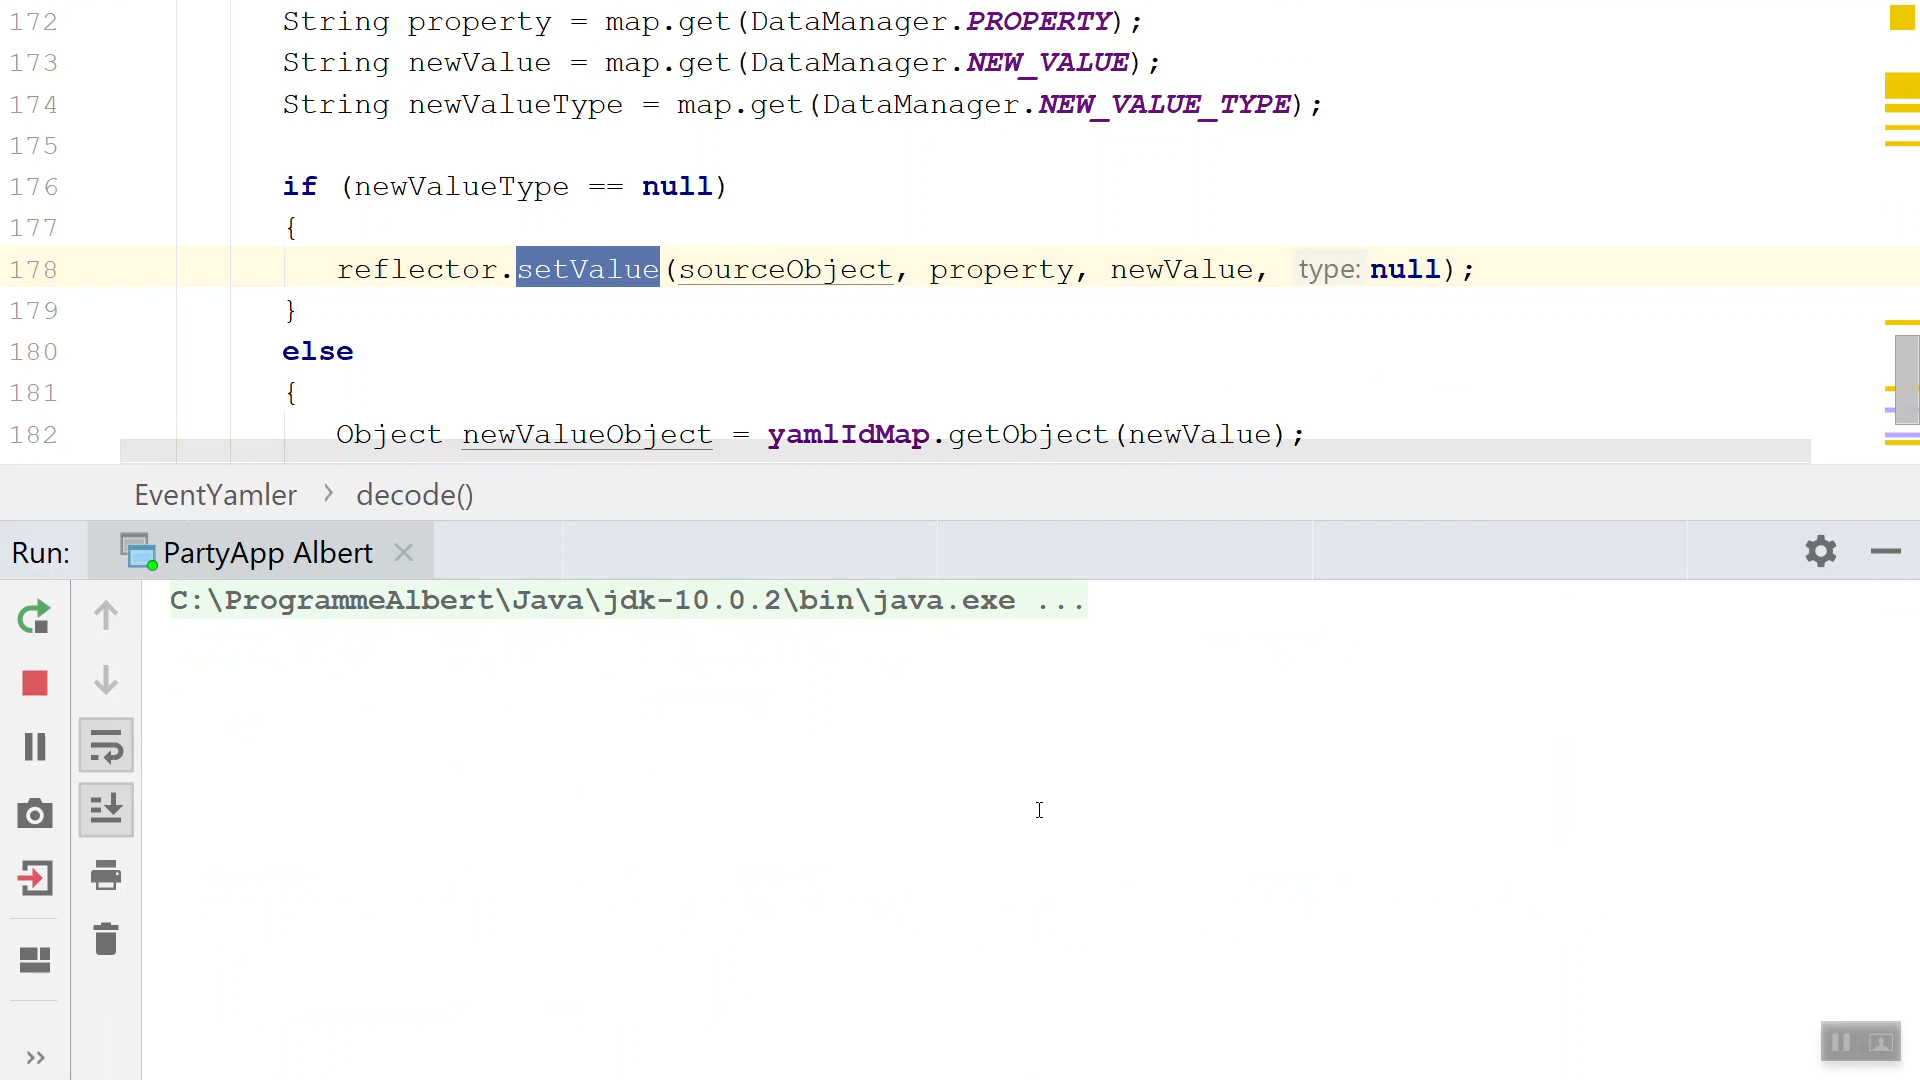 172 String property = map.get(DataManager.PROPERTY);
173 String newValue = map.get(DataManager.NEW_VALUE);
174 String newValueType = map.get(DataManager.NEW_VALUE_TYPE);
175
176 if (newValueType == null)
177 {
178 reflector.setValue(sourceObject, property, newValue, type: null);
179 }
180 else
181 {
182 Object newValueObject = yamlIdMap.getObject(newValue);
EventYamler > decode()
Run: PartyApp Albert
C:\ProgrammeAlbert\Java\jdk-10.0.2\bin\java.exe ...